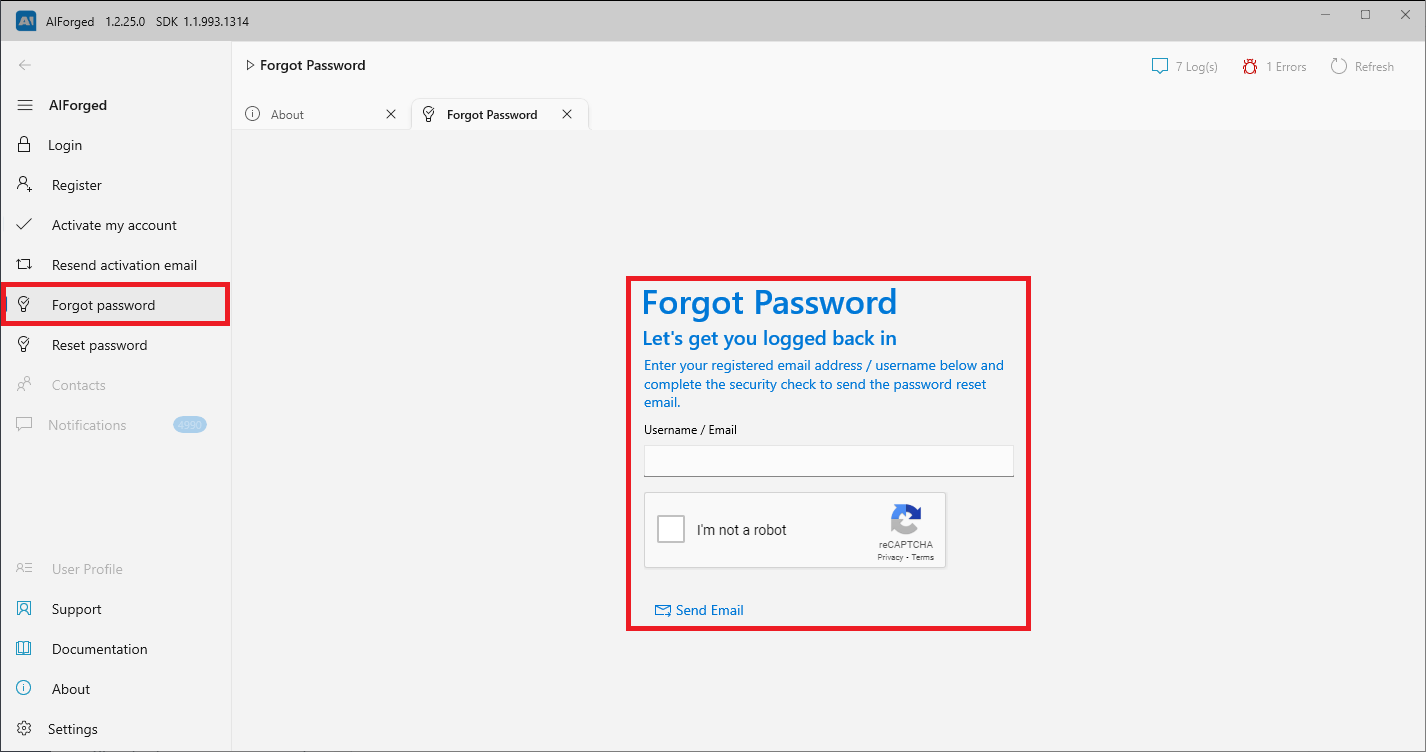 AI AIForged 1.2.25.0 SDK 1.1.993.1314
Forgot Password
7 Log(s) 1 Errors Refresh
About Forgot Password
AIForged
Login
Register
Activate my account
Resend activation email
Forgot password
Reset password
Contacts
Notifications 4990
User Profile
Support
Documentation
About
Settings
Forgot Password
Let's get you logged back in
Enter your registered email address / username below and
complete the security check to send the password reset
email.
Username / Email
I'm not a robot
reCAPTCHA
Privacy - Terms
Send Email